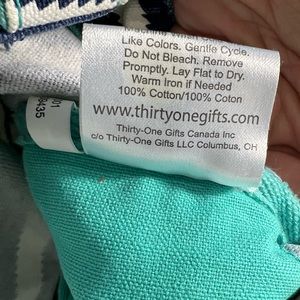 Like Colors. Gentle Cycle.
Do Not Bleach. Remove
Promptly. Lay Flat to Dry.
Warm Iron if Needed
100% Cotton/100% Coton
www.thirtyonegifts.com
Thirty-One Gifts Canada Inc
c/o Thirty-One Gifts LLC Columbus, OH